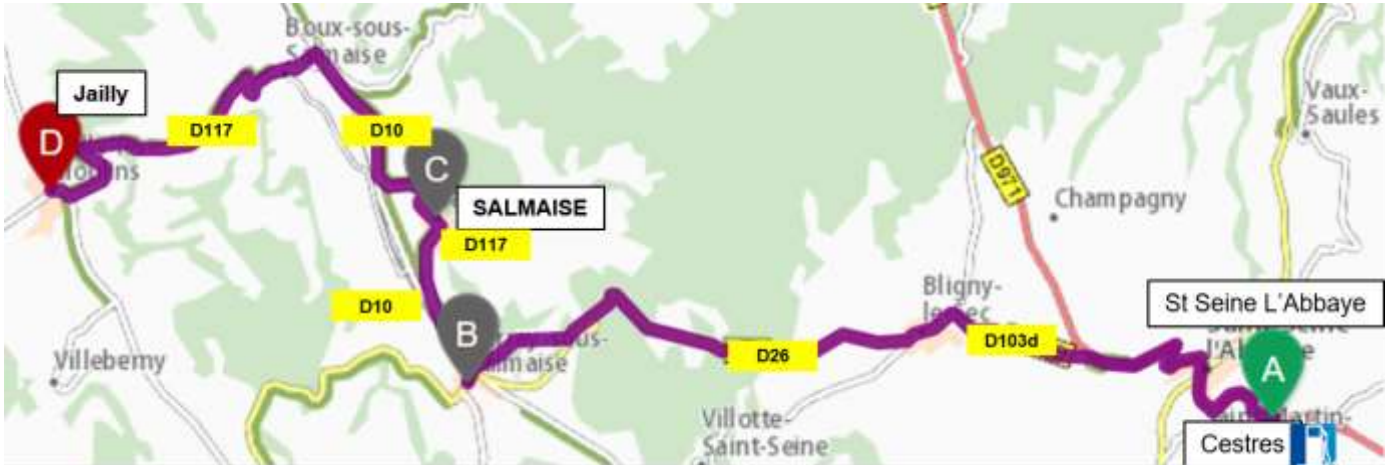 Boux-sous-
Salmaise
Jailly
D
D117
D10
C
SALMAISE
D117
D10
B
Villeberny
D26
Villotte-
Saint-Seine
Bligny-
D103d
D971
Champagny
Vaux-
Saules
St Seine L'Abbaye
A
Cestres